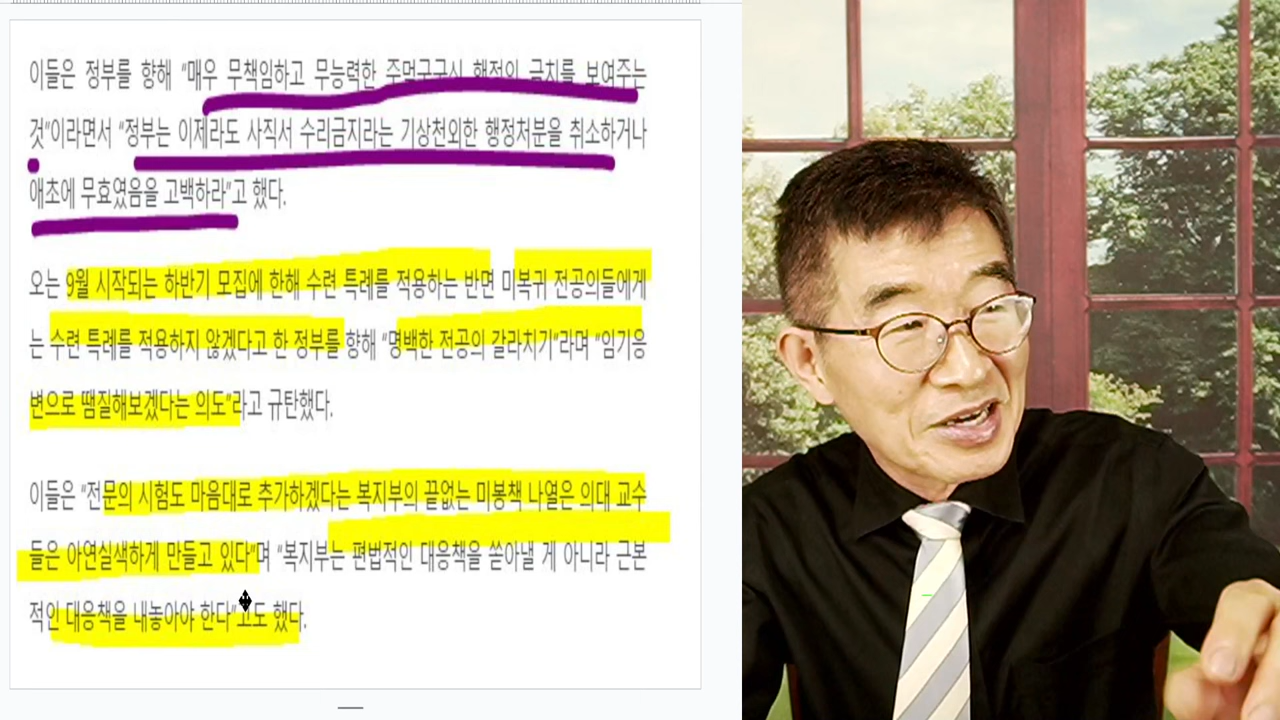 이들은 정부를 향해 “매우 무책임하고 무능력한 주먹구구식 행정의 극치를 보여주는
것”이라면서 “정부는 이제라도 사직서 수리금지라는 기상천외한 행정처분을 취소하거나
애초에 무효였음을 고백하라”고 했다.
오는 9월 시작되는 하반기 모집에 한해 수련 특례를 적용하는 반면 미복귀 전공의들에게
는 수련 특례를 적용하지 않겠다고 한 정부를 향해 “명백한 전공의 갈라치기”라며 “임기응
변으로 땜질해보겠다는 의도”라고 규탄했다.
이들은 “전문의 시험도 마음대로 추가하겠다는 복지부의 끝없는 미봉책 나열은 의대 교수
들은 아연실색하게 만들고 있다”며 “복지부는 편법적인 대응책을 쏟아낼 게 아니라 근본
적인 대응책을 내놓아야 한다”고도 했다.